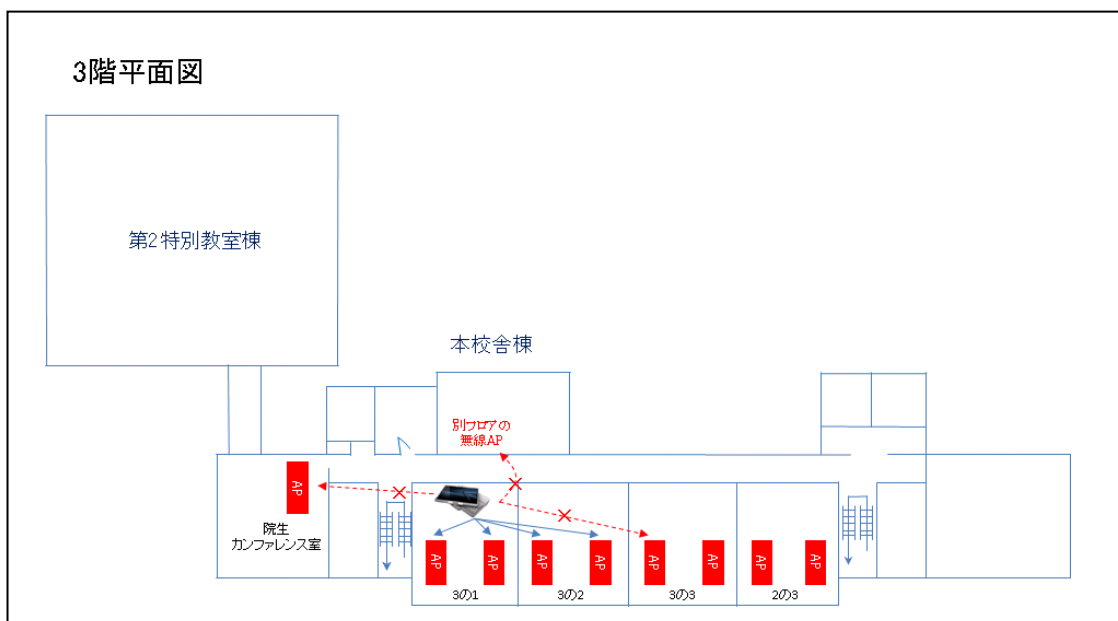 3階平面図
第2特別教室棟
本校舎棟
別フロアの
無線AP
AP
院生
カンファレンス室
AP
AP
AP
AP
AP
AP
AP
AP
3の1
3の2
3の3
2の3